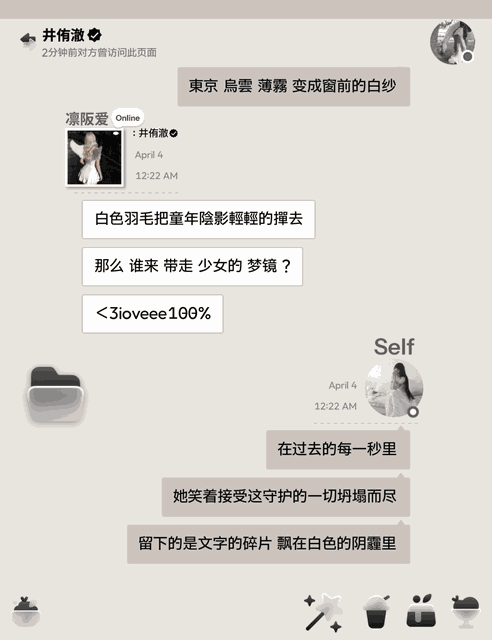 井侑澈
2分钟前对方曾访问此页面
東京 烏雲 薄霧 变成窗前的白纱
凛阪爱 Online
：井侑澈
April 4
12:22 AM
白色羽毛把童年陰影輕輕的撣去
那么 谁来 带走 少女的 梦镜？
<3ioveee100%
Self
April 4
12:22 AM
在过去的每一秒里
她笑着接受这守护的一切坍塌而尽
留下的是文字的碎片 飘在白色的阴霾里